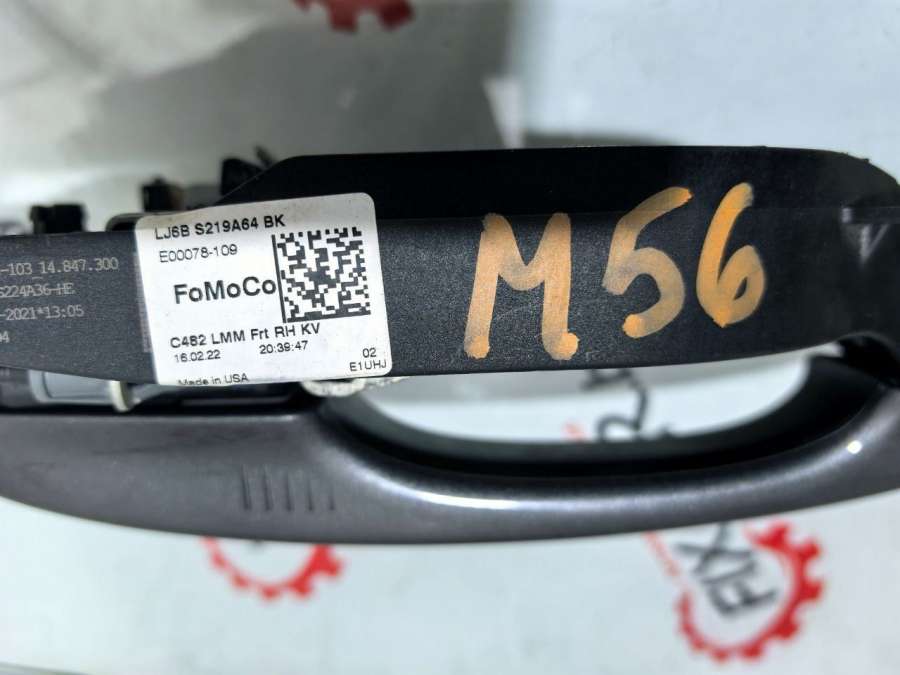 LJ6B S219A64 BK
E00078-109
FoMoCo
C482 LMM Frt RH KV
16.02.22 20:39:47
02
E1UHJ
Made in USA
-103 14.847.300
S224A36-HE
-2021*13:05
M56
FIX